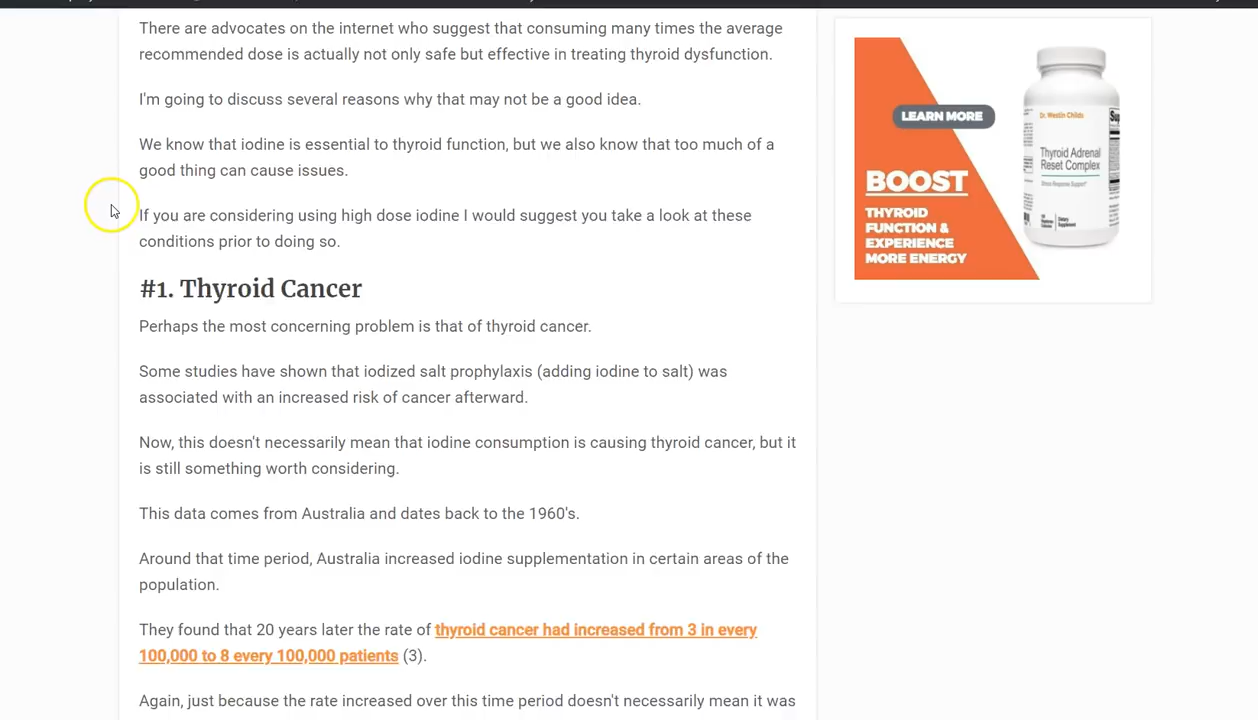 There are advocates on the internet who suggest that consuming many times the average
recommended dose is actually not only safe but effective in treating thyroid dysfunction.
I'm going to discuss several reasons why that may not be a good idea.
We know that iodine is essential to thyroid function, but we also know that too much of a
good thing can cause issues.
If you are considering using high dose iodine I would suggest you take a look at these
conditions prior to doing so.
#1. Thyroid Cancer
Perhaps the most concerning problem is that of thyroid cancer.
Some studies have shown that iodized salt prophylaxis (adding iodine to salt) was
associated with an increased risk of cancer afterward.
Now, this doesn't necessarily mean that iodine consumption is causing thyroid cancer, but it
is still something worth considering.
This data comes from Australia and dates back to the 1960's.
Around that time period, Australia increased iodine supplementation in certain areas of the
population.
They found that 20 years later the rate of thyroid cancer had increased from 3 in every
100,000 to 8 every 100,000 patients (3).
Again, just because the rate increased over this time period doesn't necessarily mean it was
LEARN MORE
BOOST
THYROID
FUNCTION &
EXPERIENCE
MORE ENERGY
Dr. Westin Childs
Thyroid Adrenal
Reset Complex
Stress Response Support*